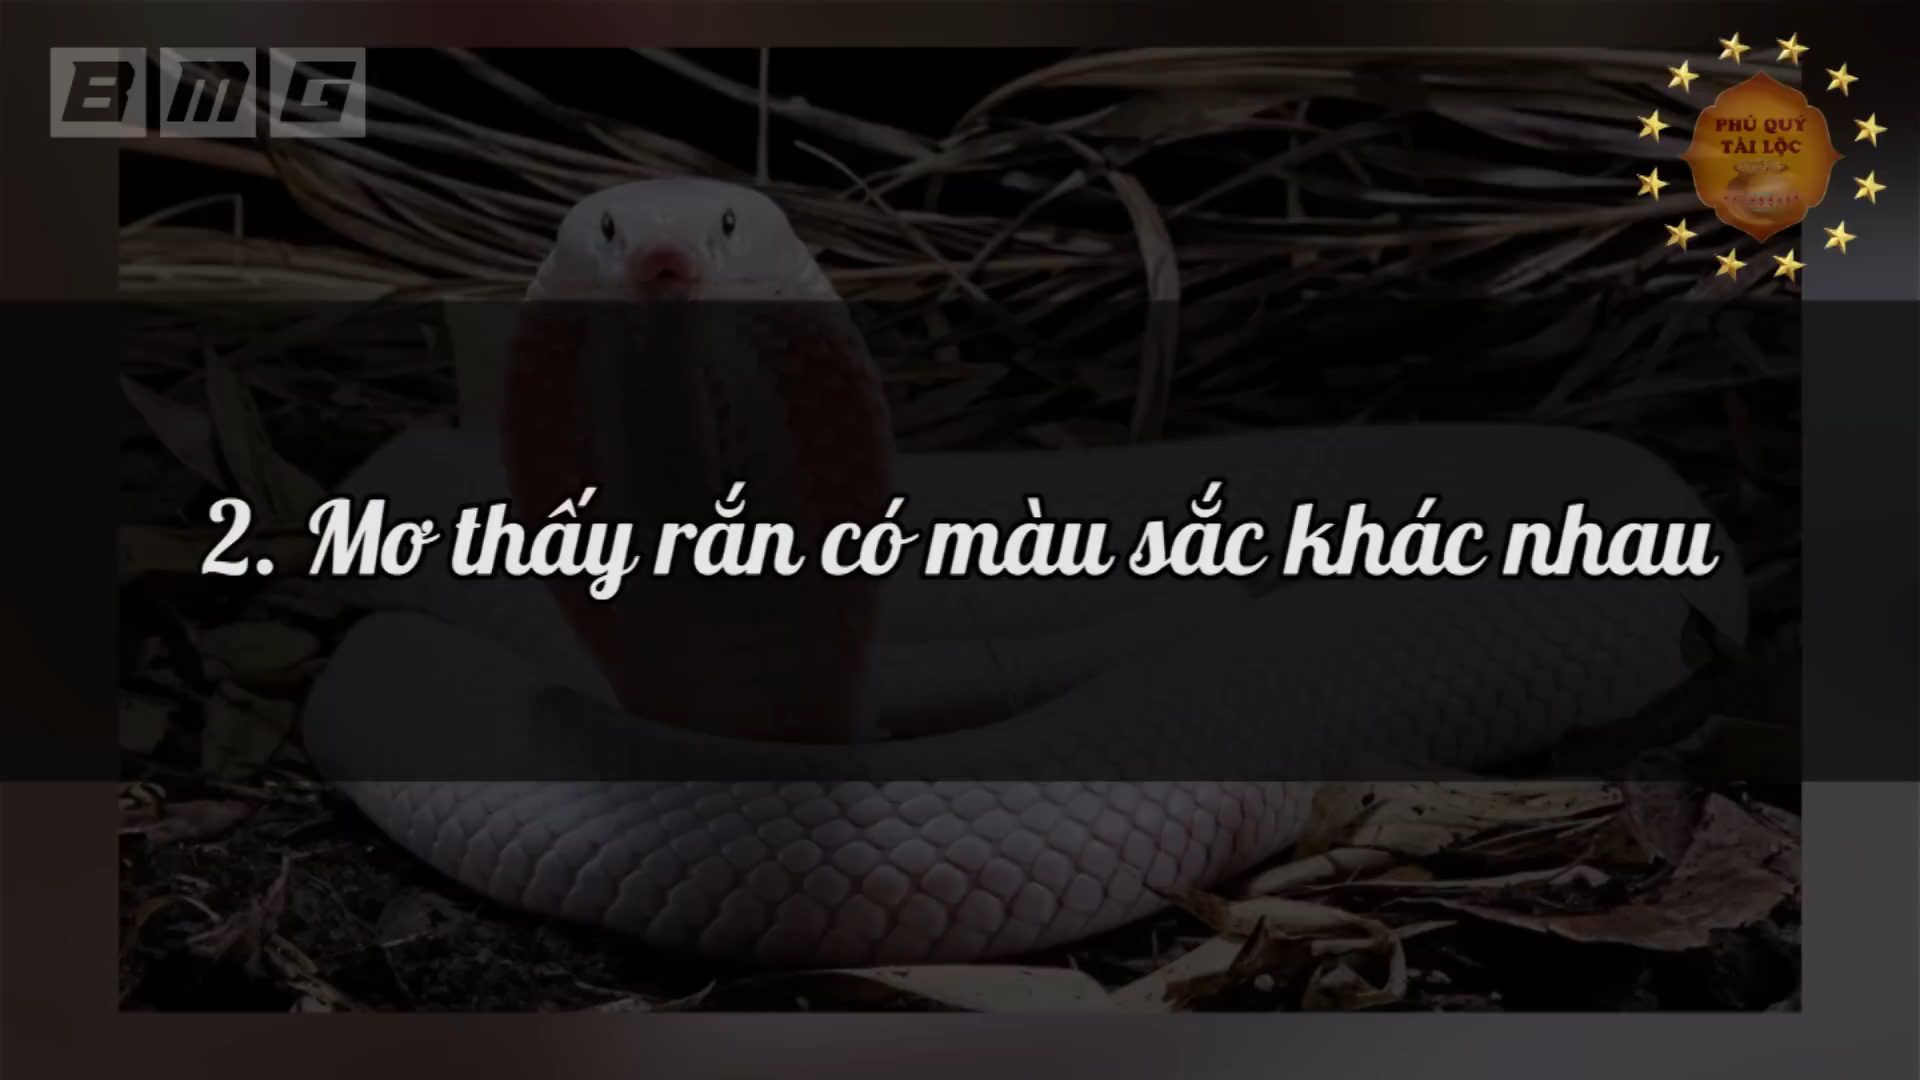 BMG
PHÚ QUÝ
TÀI LỘC
2. Mơ thấy rắn có màu sắc khác nhau